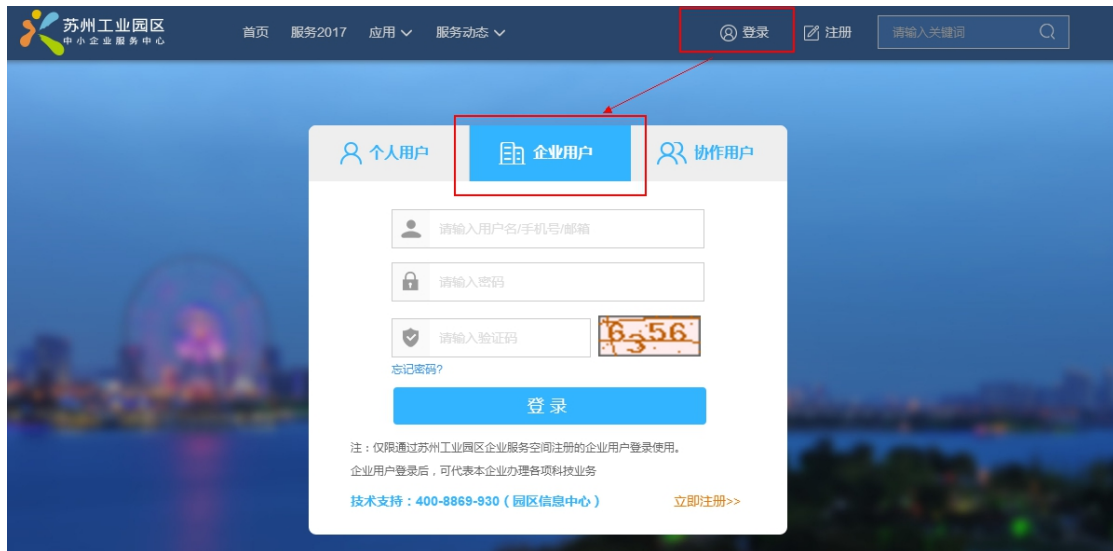 苏州工业园区
中小企业服务中心
首页 服务2017 应用 服务动态 登录 注册 请输入关键词
个人用户 企业用户 协作用户
请输入用户名/手机号/邮箱
请输入密码
请输入验证码 6356
忘记密码?
登录
注：仅限通过苏州工业园区企业服务空间注册的企业用户登录使用。
企业用户登录后，可代表本企业办理各项科技业务
技术支持：400-8869-930（园区信息中心） 立即注册>>